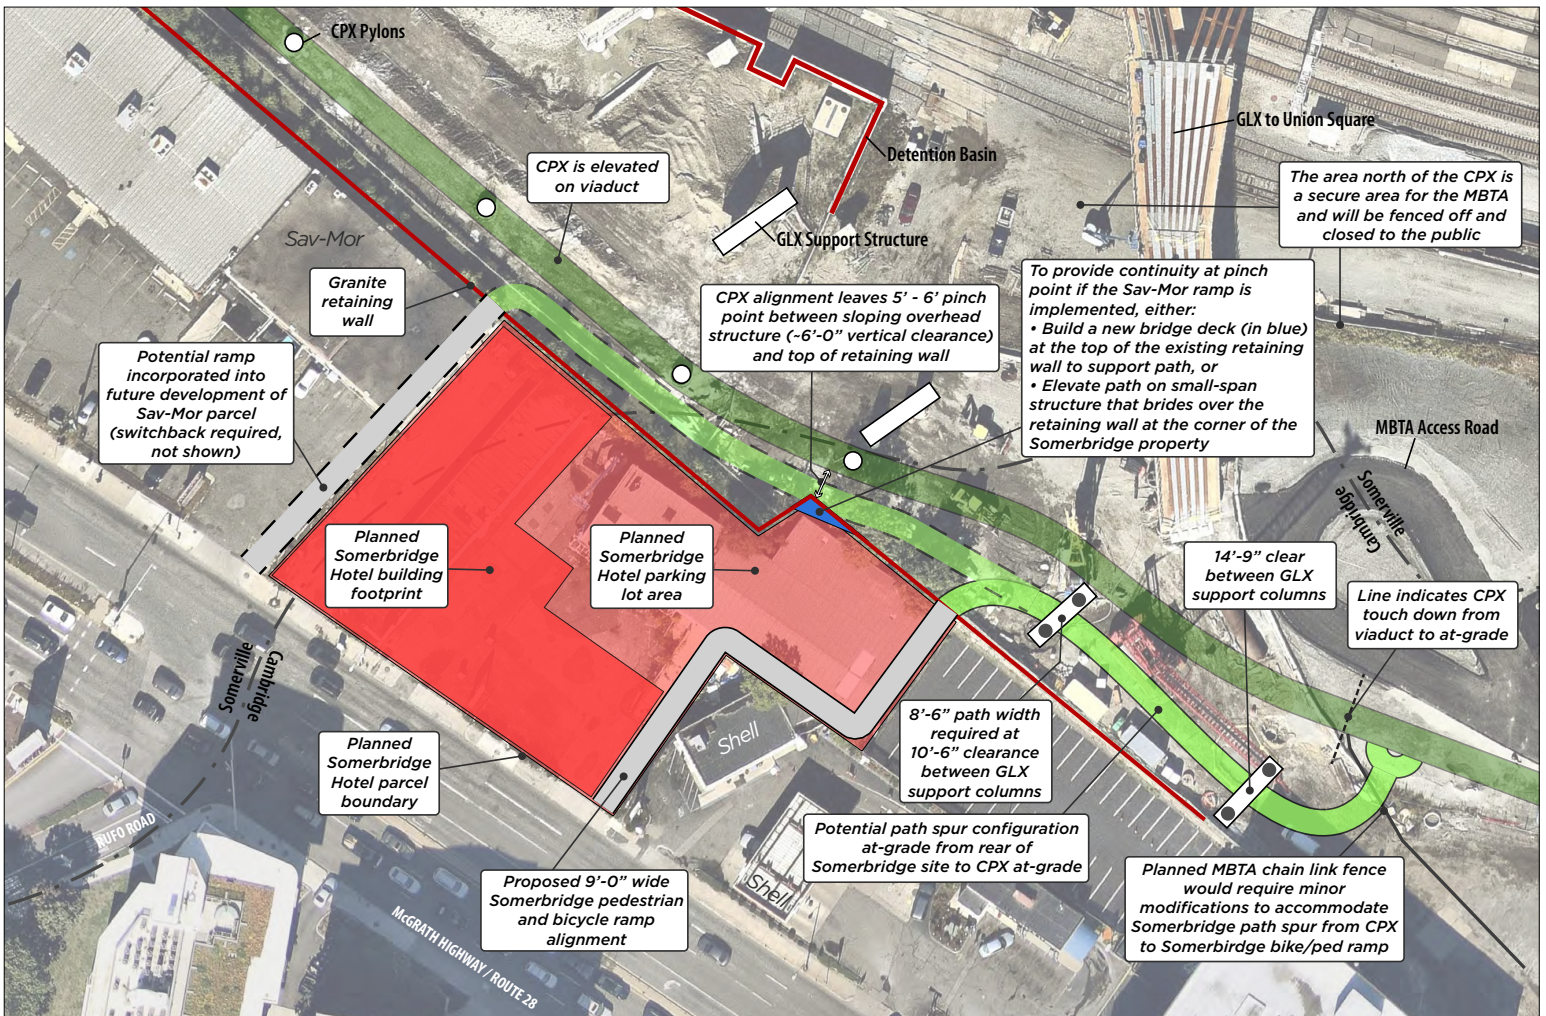 CPX Pylons
GLX to Union Square
Detention Basin
CPX is elevated
on viaduct
The area north of the CPX is
a secure area for the MBTA
and will be fenced off and
closed to the public
Sav-Mor
GLX Support Structure
Granite
retaining
wall
CPX alignment leaves 5’ - 6’ pinch
point between sloping overhead
structure (~6’-0” vertical clearance)
and top of retaining wall
To provide continuity at pinch
point if the Sav-Mor ramp is
implemented, either:
• Build a new bridge deck (in blue)
at the top of the existing retaining
wall to support path, or
• Elevate path on small-span
structure that brides over the
retaining wall at the corner of the
Somerbridge property
Potential ramp
incorporated into
future development of
Sav-Mor parcel
(switchback required,
not shown)
MBTA Access Road
Somerville
Cambridge
Planned
Somerbridge
Hotel building
footprint
Planned
Somerbridge
Hotel parking
lot area
14’-9” clear
between GLX
support columns
Line indicates CPX
touch down from
viaduct to at-grade
Somerville
Cambridge
8’-6” path width
required at
10’-6” clearance
between GLX
support columns
Shell
Planned
Somerbridge
Hotel parcel
boundary
RUFO ROAD
Potential path spur configuration
at-grade from rear of
Somerbridge site to CPX at-grade
Shell
Proposed 9’-0” wide
Somerbridge pedestrian
and bicycle ramp
alignment
Planned MBTA chain link fence
would require minor
modifications to accommodate
Somerbridge path spur from CPX
to Somerbirdge bike/ped ramp
McGRATH HIGHWAY / ROUTE 28